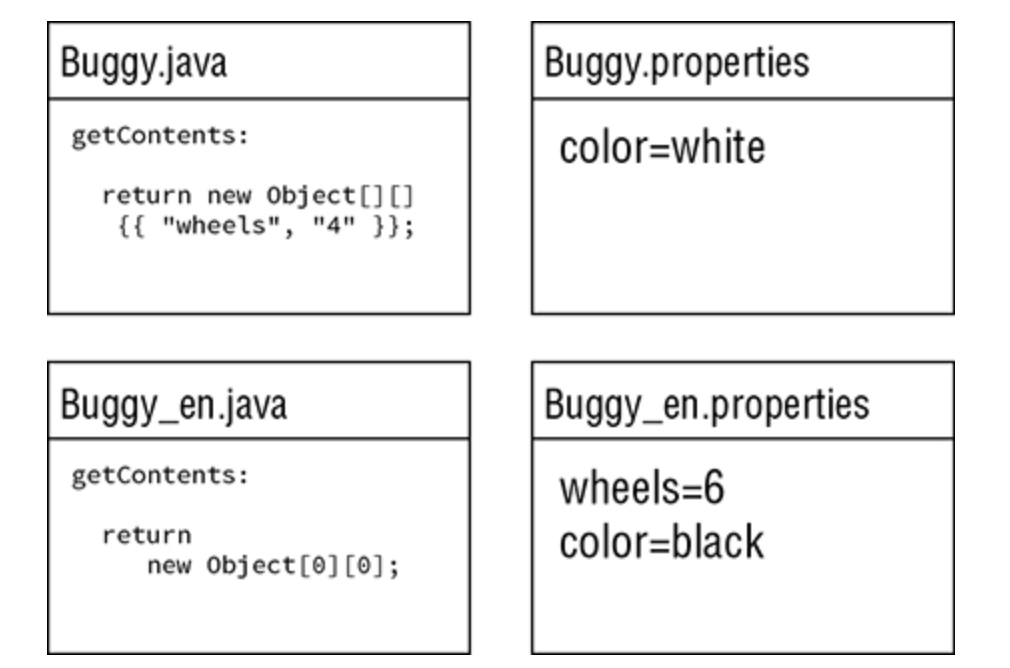 Buggy.java
getContents:
return new Object[][]
{{ "wheels", "4" }};
Buggy.properties
color=white
Buggy_en.java
getContents:
return
new Object[0][0];
Buggy_en.properties
wheels=6
color=black